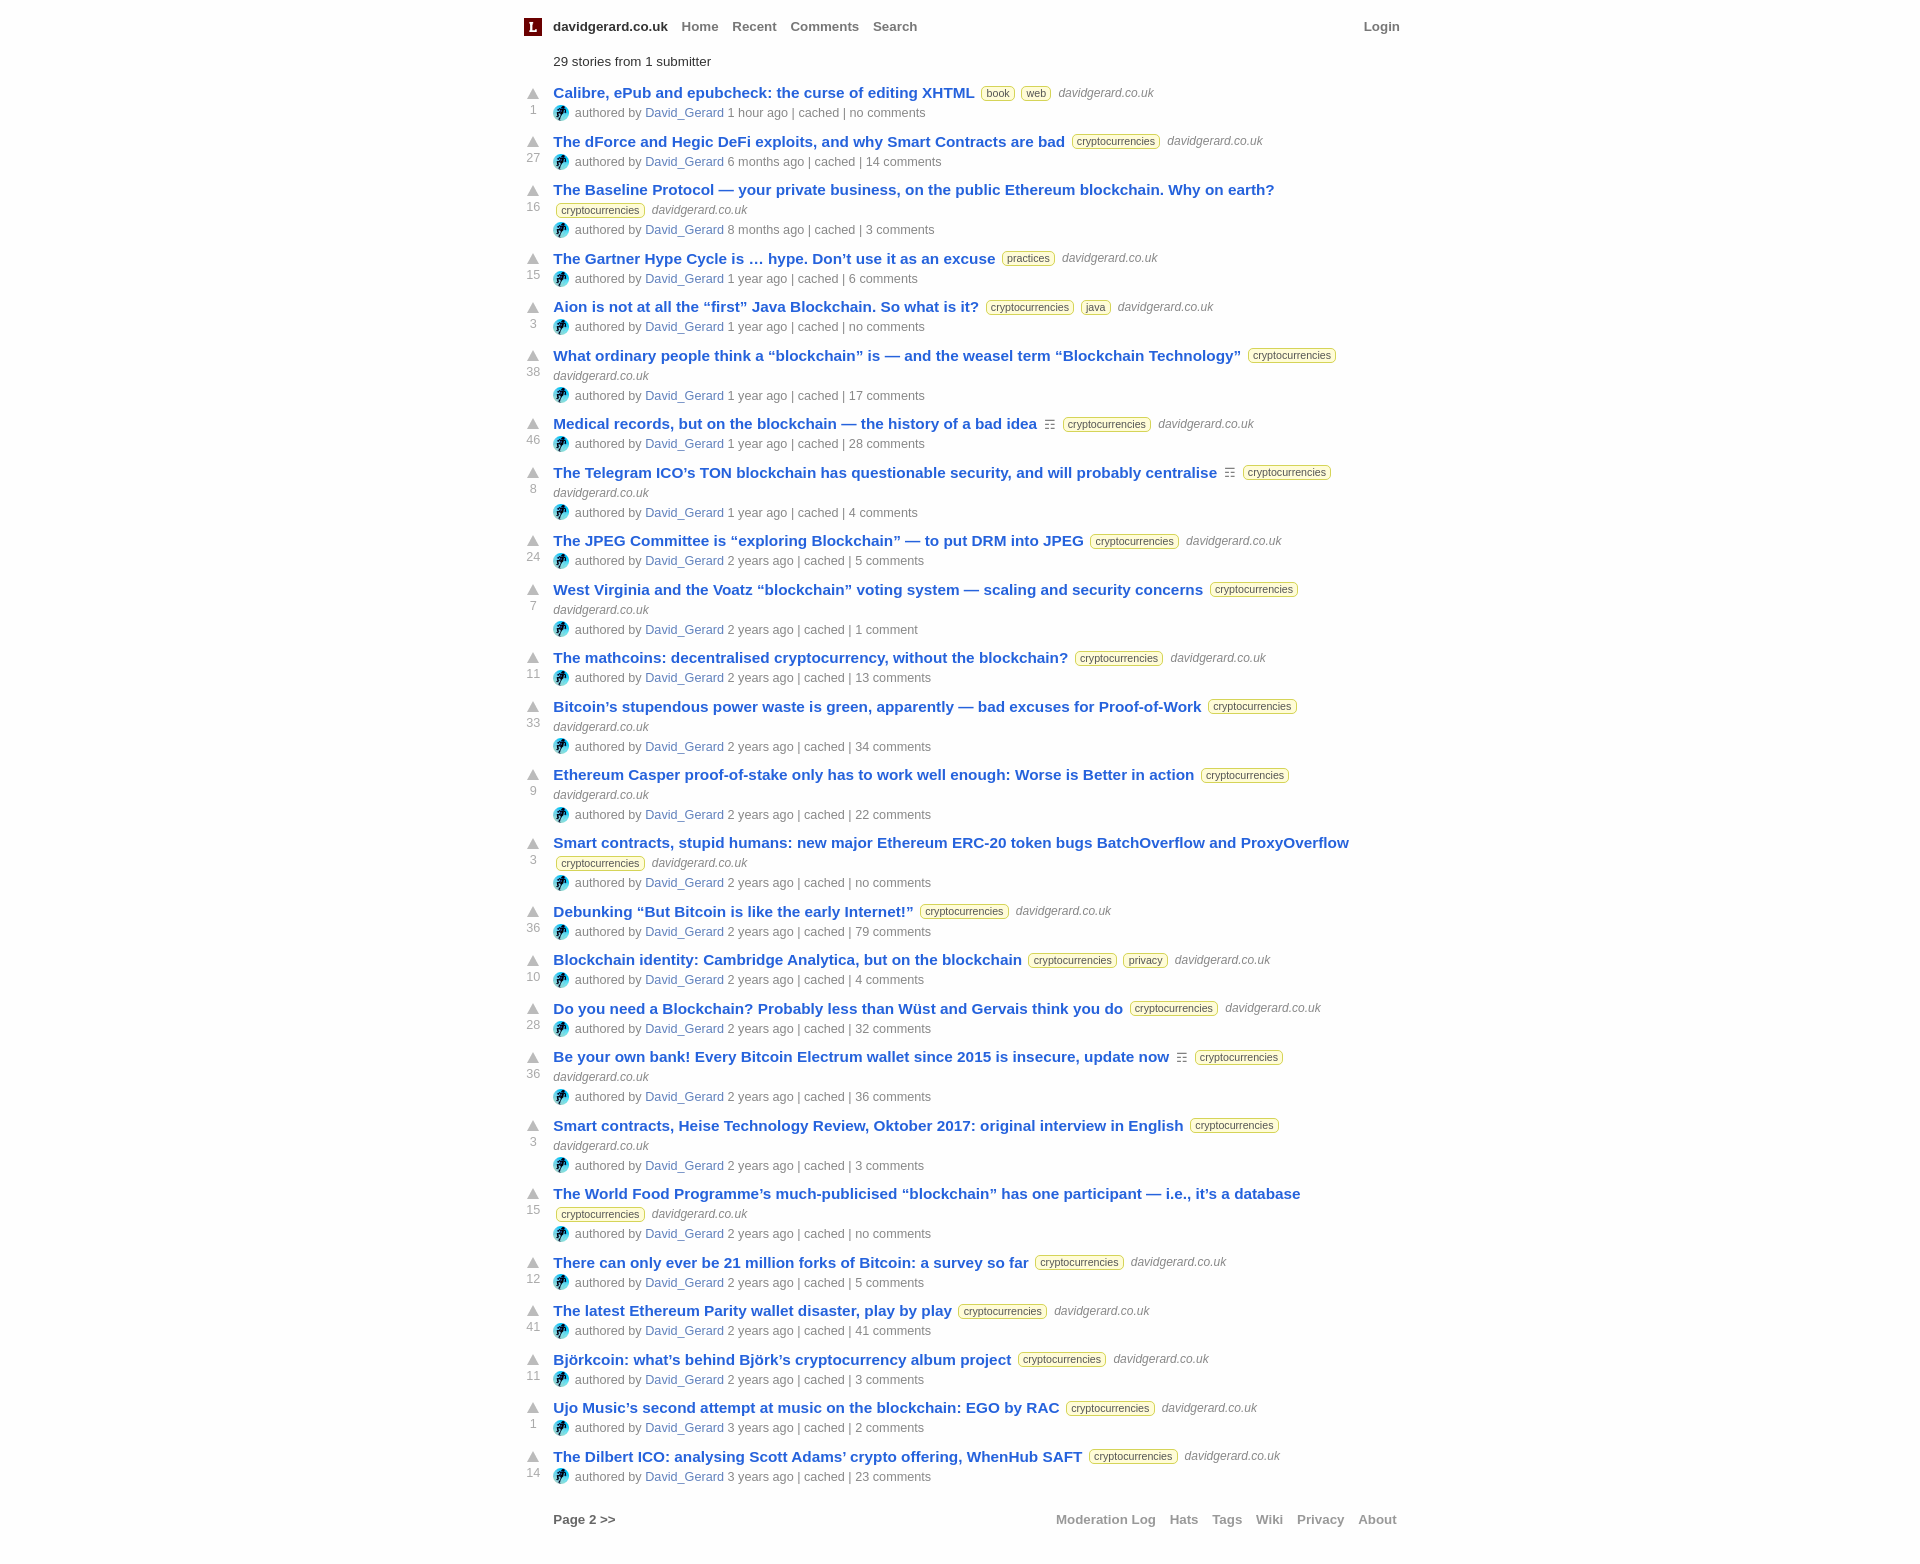 L davidgerard.co.uk Home Recent Comments Search Login
29 stories from 1 submitter
Calibre, ePub and epubcheck: the curse of editing XHTML book web davidgerard.co.uk
1 authored by David_Gerard 1 hour ago | cached | no comments
The dForce and Hegic DeFi exploits, and why Smart Contracts are bad cryptocurrencies davidgerard.co.uk
27 authored by David_Gerard 6 months ago | cached | 14 comments
The Baseline Protocol — your private business, on the public Ethereum blockchain. Why on earth?
16 cryptocurrencies davidgerard.co.uk
authored by David_Gerard 8 months ago | cached | 3 comments
The Gartner Hype Cycle is … hype. Don’t use it as an excuse practices davidgerard.co.uk
15 authored by David_Gerard 1 year ago | cached | 6 comments
Aion is not at all the “first” Java Blockchain. So what is it? cryptocurrencies java davidgerard.co.uk
3 authored by David_Gerard 1 year ago | cached | no comments
What ordinary people think a “blockchain” is — and the weasel term “Blockchain Technology” cryptocurrencies
38 davidgerard.co.uk
authored by David_Gerard 1 year ago | cached | 17 comments
Medical records, but on the blockchain — the history of a bad idea ☶ cryptocurrencies davidgerard.co.uk
46 authored by David_Gerard 1 year ago | cached | 28 comments
The Telegram ICO’s TON blockchain has questionable security, and will probably centralise ☶ cryptocurrencies
8 davidgerard.co.uk
authored by David_Gerard 1 year ago | cached | 4 comments
The JPEG Committee is “exploring Blockchain” — to put DRM into JPEG cryptocurrencies davidgerard.co.uk
24 authored by David_Gerard 2 years ago | cached | 5 comments
West Virginia and the Voatz “blockchain” voting system — scaling and security concerns cryptocurrencies
7 davidgerard.co.uk
authored by David_Gerard 2 years ago | cached | 1 comment
The mathcoins: decentralised cryptocurrency, without the blockchain? cryptocurrencies davidgerard.co.uk
11 authored by David_Gerard 2 years ago | cached | 13 comments
Bitcoin’s stupendous power waste is green, apparently — bad excuses for Proof-of-Work cryptocurrencies
33 davidgerard.co.uk
authored by David_Gerard 2 years ago | cached | 34 comments
Ethereum Casper proof-of-stake only has to work well enough: Worse is Better in action cryptocurrencies
9 davidgerard.co.uk
authored by David_Gerard 2 years ago | cached | 22 comments
Smart contracts, stupid humans: new major Ethereum ERC-20 token bugs BatchOverflow and ProxyOverflow
3 cryptocurrencies davidgerard.co.uk
authored by David_Gerard 2 years ago | cached | no comments
Debunking “But Bitcoin is like the early Internet!” cryptocurrencies davidgerard.co.uk
36 authored by David_Gerard 2 years ago | cached | 79 comments
Blockchain identity: Cambridge Analytica, but on the blockchain cryptocurrencies privacy davidgerard.co.uk
10 authored by David_Gerard 2 years ago | cached | 4 comments
Do you need a Blockchain? Probably less than Wüst and Gervais think you do cryptocurrencies davidgerard.co.uk
28 authored by David_Gerard 2 years ago | cached | 32 comments
Be your own bank! Every Bitcoin Electrum wallet since 2015 is insecure, update now ☶ cryptocurrencies
36 davidgerard.co.uk
authored by David_Gerard 2 years ago | cached | 36 comments
Smart contracts, Heise Technology Review, Oktober 2017: original interview in English cryptocurrencies
3 davidgerard.co.uk
authored by David_Gerard 2 years ago | cached | 3 comments
The World Food Programme’s much-publicised “blockchain” has one participant — i.e., it’s a database
15 cryptocurrencies davidgerard.co.uk
authored by David_Gerard 2 years ago | cached | no comments
There can only ever be 21 million forks of Bitcoin: a survey so far cryptocurrencies davidgerard.co.uk
12 authored by David_Gerard 2 years ago | cached | 5 comments
The latest Ethereum Parity wallet disaster, play by play cryptocurrencies davidgerard.co.uk
41 authored by David_Gerard 2 years ago | cached | 41 comments
Björkcoin: what’s behind Björk’s cryptocurrency album project cryptocurrencies davidgerard.co.uk
11 authored by David_Gerard 2 years ago | cached | 3 comments
Ujo Music’s second attempt at music on the blockchain: EGO by RAC cryptocurrencies davidgerard.co.uk
1 authored by David_Gerard 3 years ago | cached | 2 comments
The Dilbert ICO: analysing Scott Adams’ crypto offering, WhenHub SAFT cryptocurrencies davidgerard.co.uk
14 authored by David_Gerard 3 years ago | cached | 23 comments
Page 2 >> Moderation Log Hats Tags Wiki Privacy About